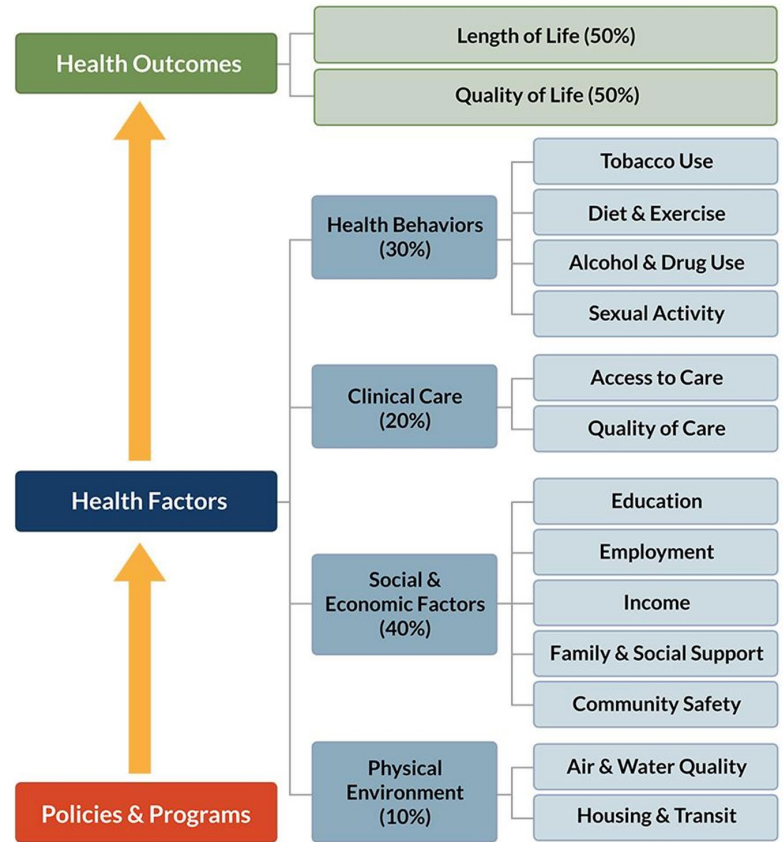 Health Outcomes
Length of Life (50%)
Quality of Life (50%)
Health Factors
Health Behaviors
(30%)
Tobacco Use
Diet & Exercise
Alcohol & Drug Use
Sexual Activity
Clinical Care
(20%)
Access to Care
Quality of Care
Social &
Economic Factors
(40%)
Education
Employment
Income
Family & Social Support
Community Safety
Physical
Environment
(10%)
Air & Water Quality
Housing & Transit
Policies & Programs